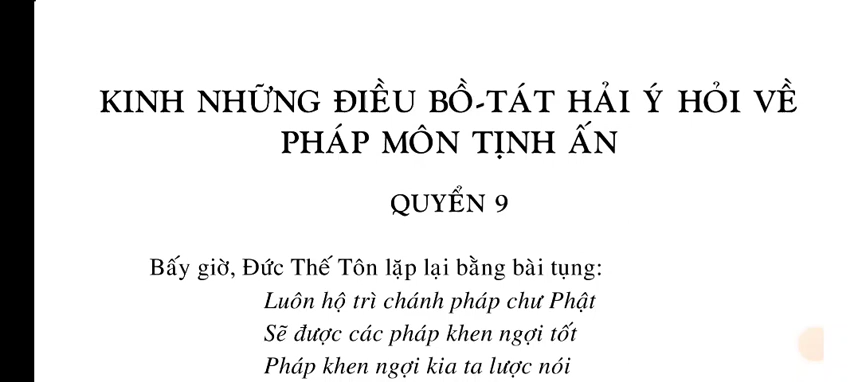 KINH NHỮNG ĐIỀU BỒ-TÁT HẢI Ý HỎI VỀ
PHÁP MÔN TỊNH ẤN
QUYỂN 9
Bấy giờ, Đức Thế Tôn lặp lại bằng bài tụng:
Luôn hộ trì chánh pháp chư Phật
Sẽ được các pháp khen ngợi tốt
Pháp khen ngợi kia ta lược nói